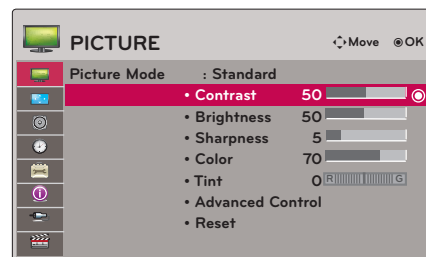 PICTURE
Move ◉OK
Picture Mode : Standard
• Contrast 50
• Brightness 50
• Sharpness 5
• Color 70
• Tint 0 R G
• Advanced Control
• Reset